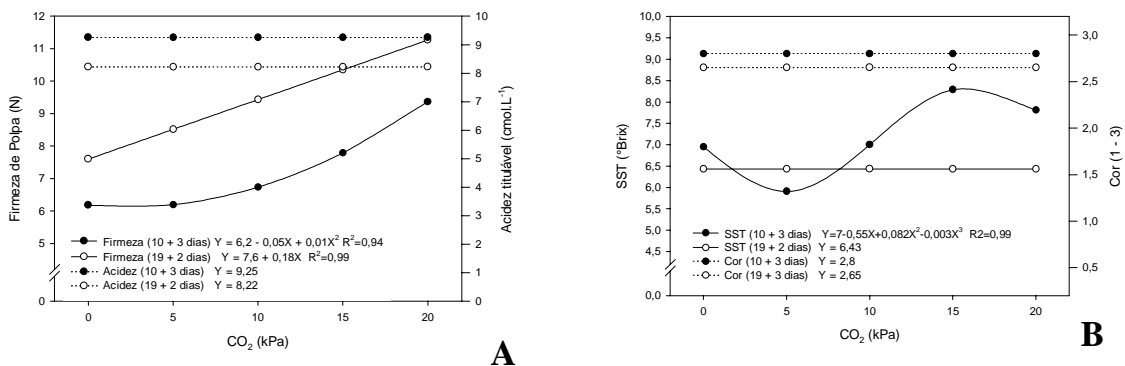 12
11
10
9
8
7
6
5
0
Firmeza de Polpa (N)
10
9
8
7
6
5
4
3
2
1
0
Acidez titulável (cmol.L-1)
Firmeza (10 + 3 dias) Y = 6,2 - 0,05X + 0,01X² R²=0,94
Firmeza (19 + 2 dias) Y = 7,6 + 0,18X R²=0,99
Acidez (10 + 3 dias) Y = 9,25
Acidez (19 + 2 dias) Y = 8,22
0 5 10 15 20
CO₂ (kPa)
A
10,0
9,5
9,0
8,5
8,0
7,5
7,0
6,5
6,0
5,5
5,0
4,5
0,0
SST (°Brix)
3,0
2,5
2,0
1,5
1,0
0,5
Cor (1 - 3)
SST (10 + 3 dias) Y=7-0,55X+0,082X²-0,003X³ R2=0,99
SST (19 + 2 dias) Y = 6,43
Cor (10 + 3 dias) Y = 2,8
Cor (19 + 3 dias) Y = 2,65
0 5 10 15 20
CO₂ (kPa)
B